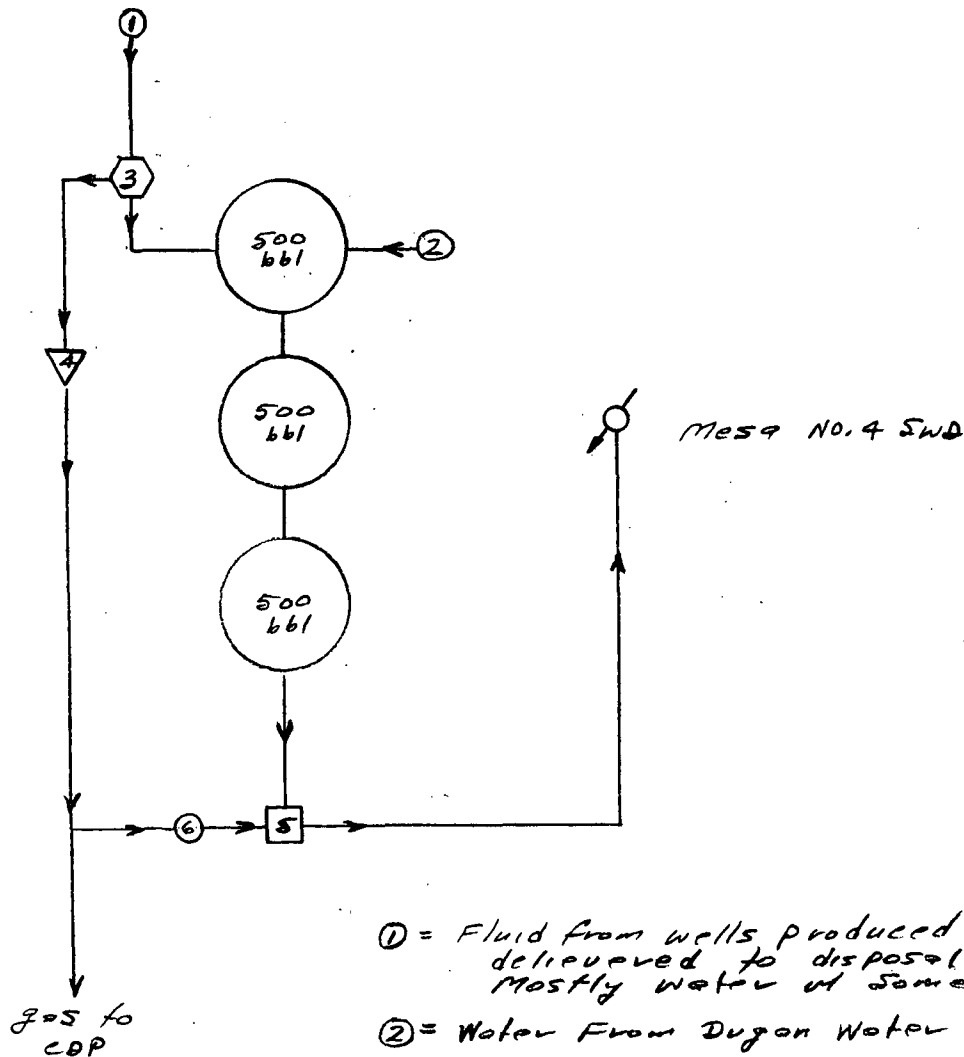 1
3
500
bbl
2
4
500
bbl
Mesa No. 4 SWD
500
bbl
6
5
gas to
CDP
1 = Fluid from wells produced
delievered to disposal
Mostly water w/ some
2 = Water From Dugan Water